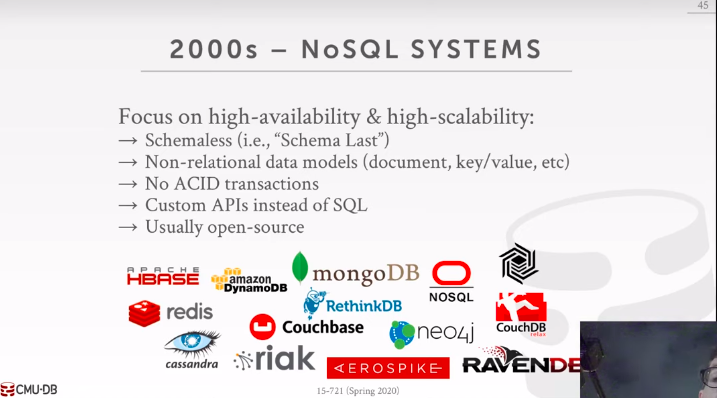 45
2000s – NoSQL SYSTEMS
Focus on high-availability & high-scalability:
→ Schemaless (i.e., “Schema Last”)
→ Non-relational data models (document, key/value, etc)
→ No ACID transactions
→ Custom APIs instead of SQL
→ Usually open-source
APACHE
HBASE
amazon
DynamoDB
mongoDB
NOSQL
redis
RethinkDB
Couchbase
neo4j
CouchDB
relax
cassandra
riak
AEROSPIKE
RAVENDB
CMU·DB
15-721 (Spring 2020)